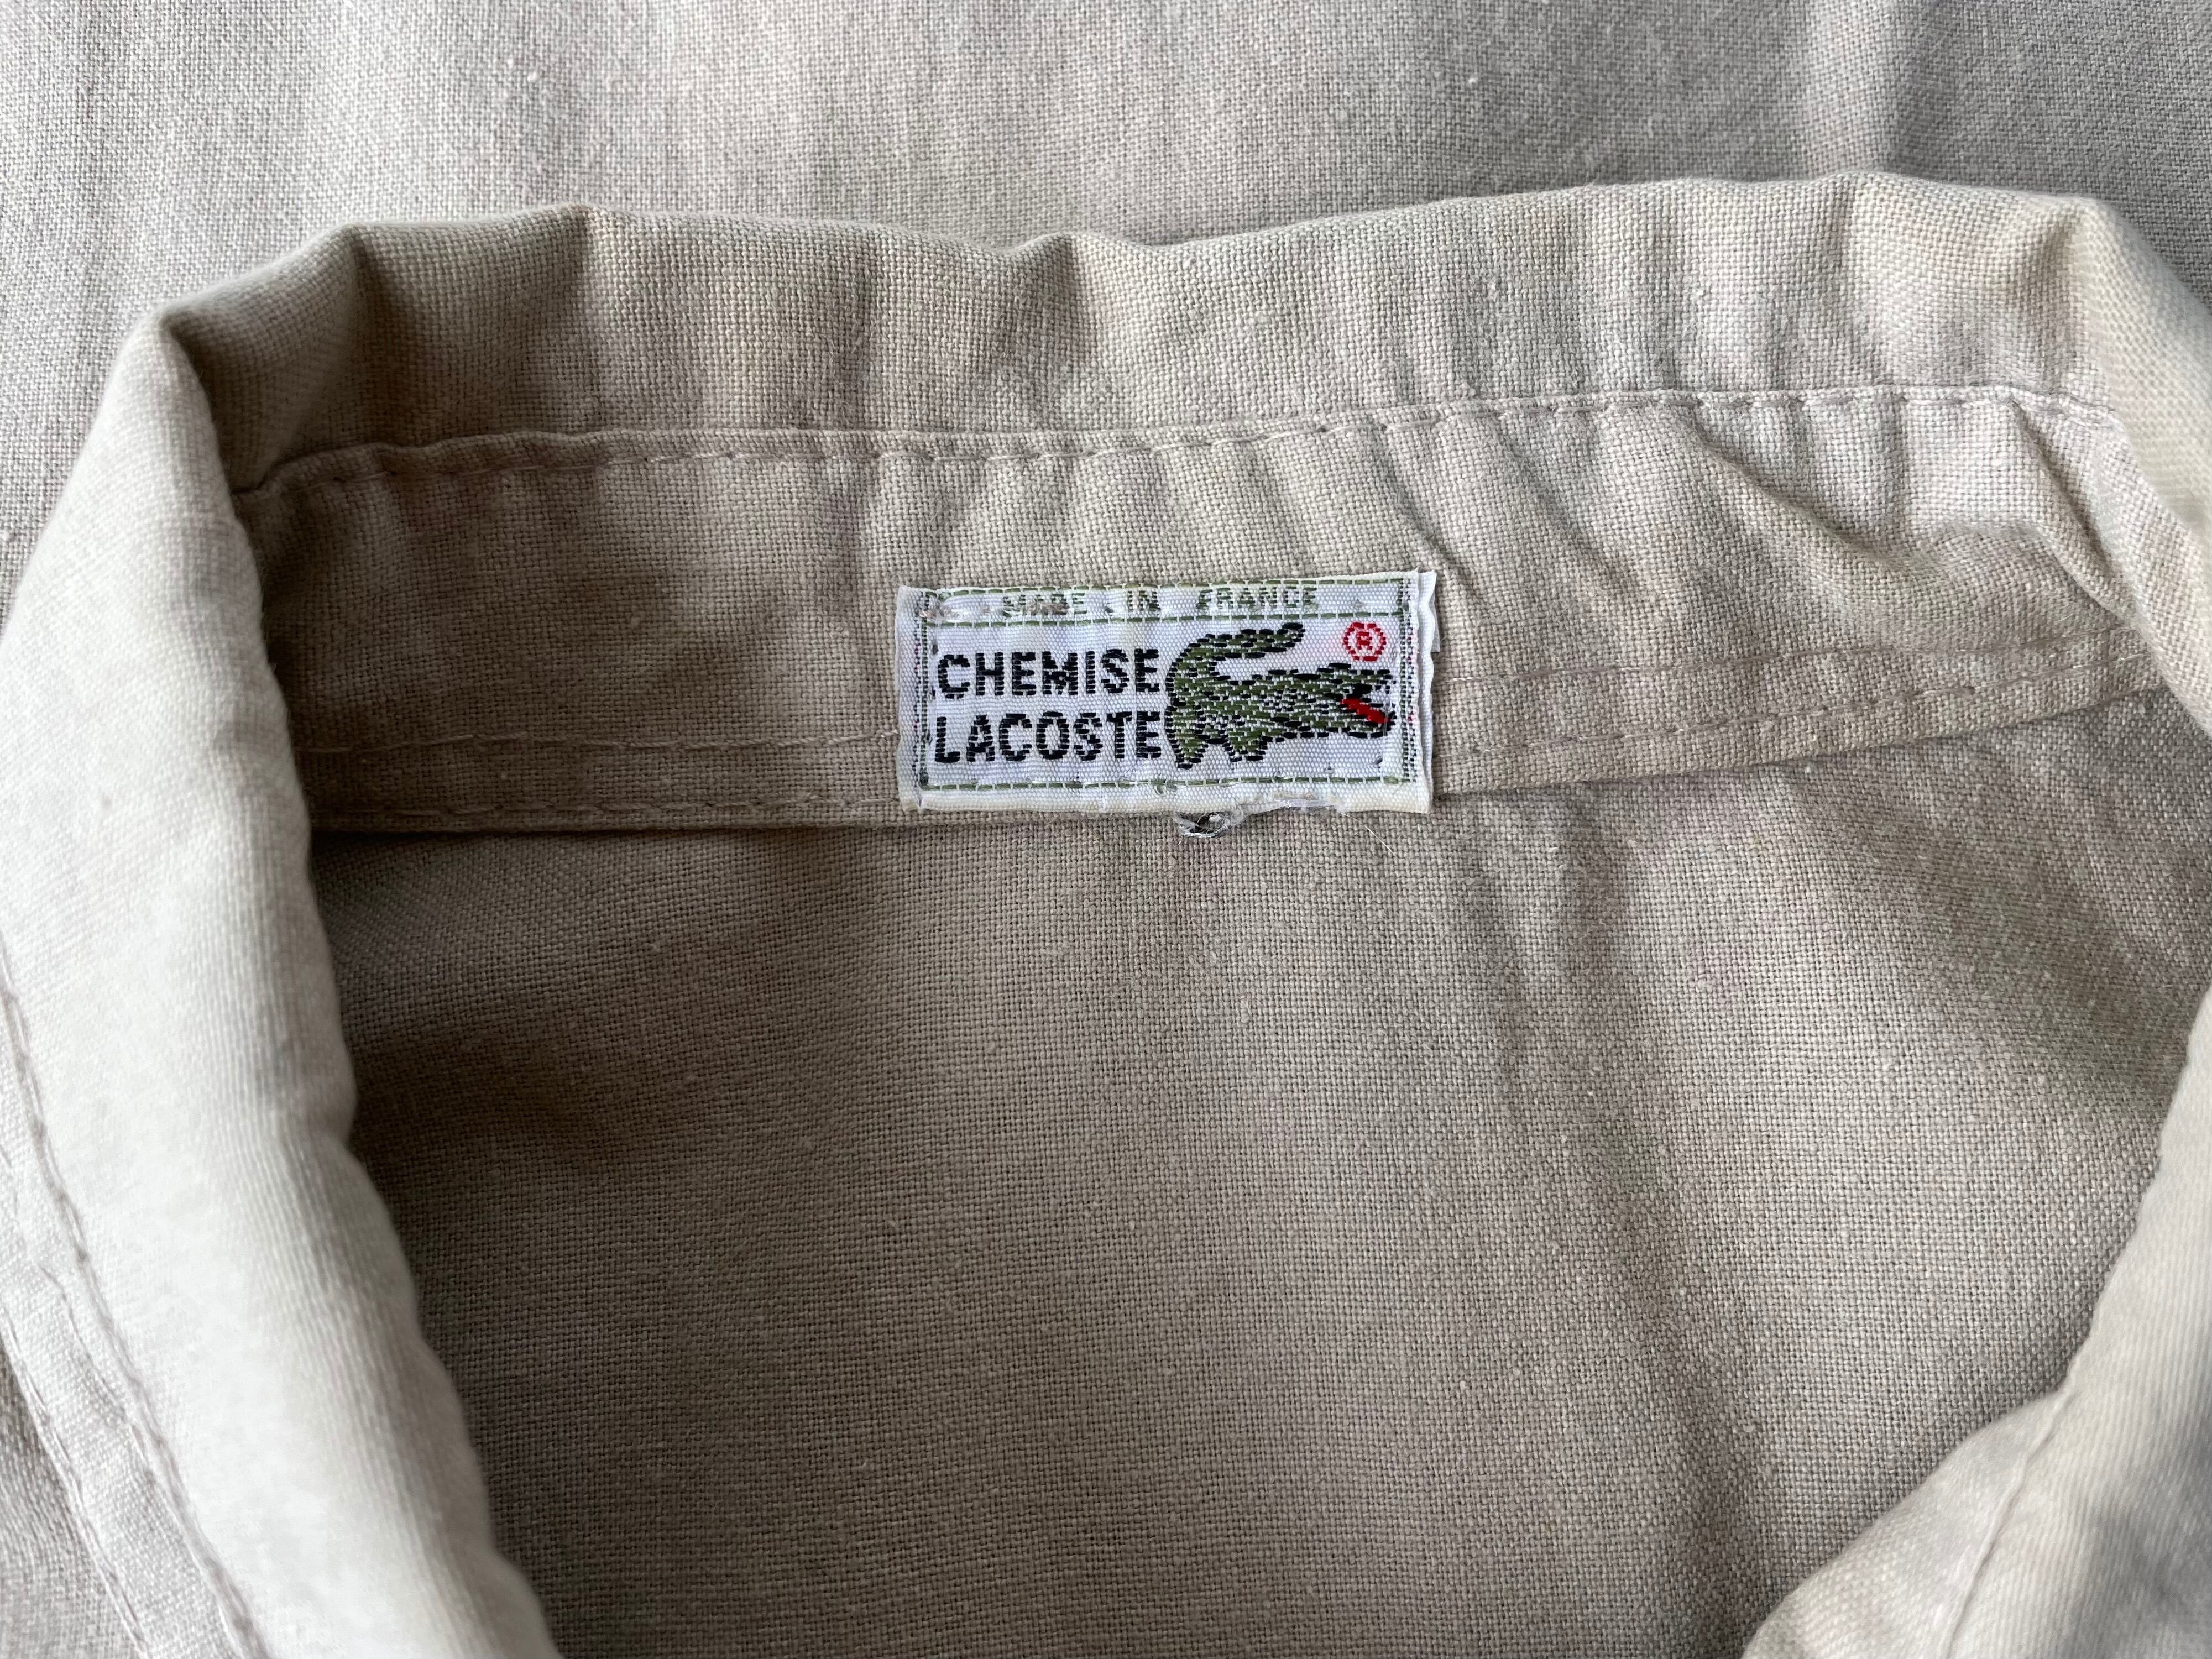 MADE IN FRANCE
CHEMISE
LACOSTE
®